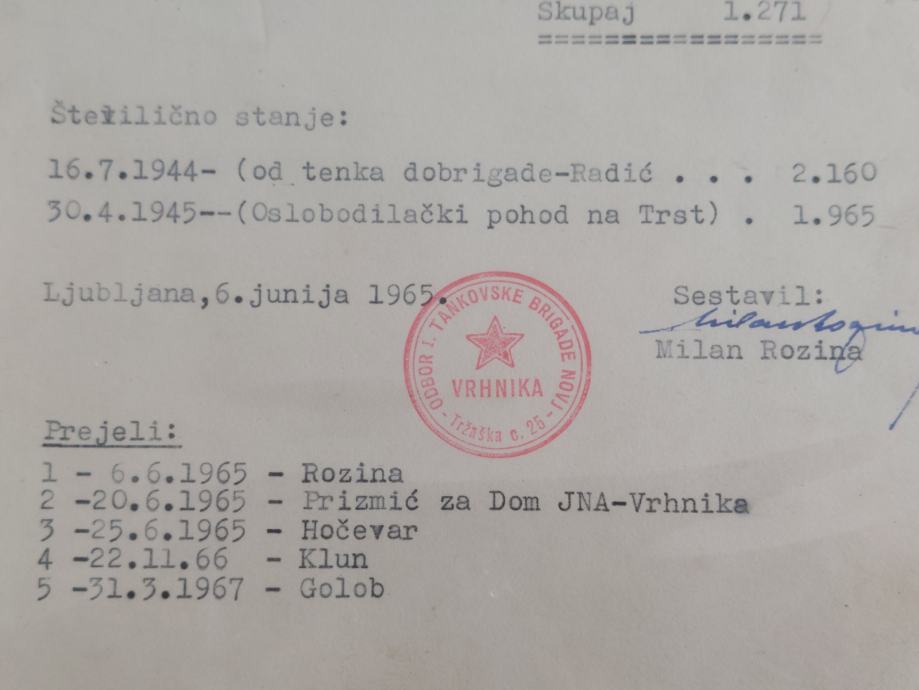 Skupaj 1.271
==================
Številično stanje:
16.7.1944- (od tenka dobrigade-Radić . . . 2.160
30.4.1945--(Oslobodilački pohod na Trst) . 1.965
Ljubljana,6.junija 1965.
Sestavil:
Milan Rozina
ODBOR I. TANKOVSKE BRIGADE NOVJ
VRHNIKA
- Tržaška c. 25 -
Prejeli:
1 - 6.6.1965 - Rozina
2 -20.6.1965 - Prizmić za Dom JNA-Vrhnika
3 -25.6.1965 - Hočevar
4 -22.11.66 - Klun
5 -31.3.1967 - Golob